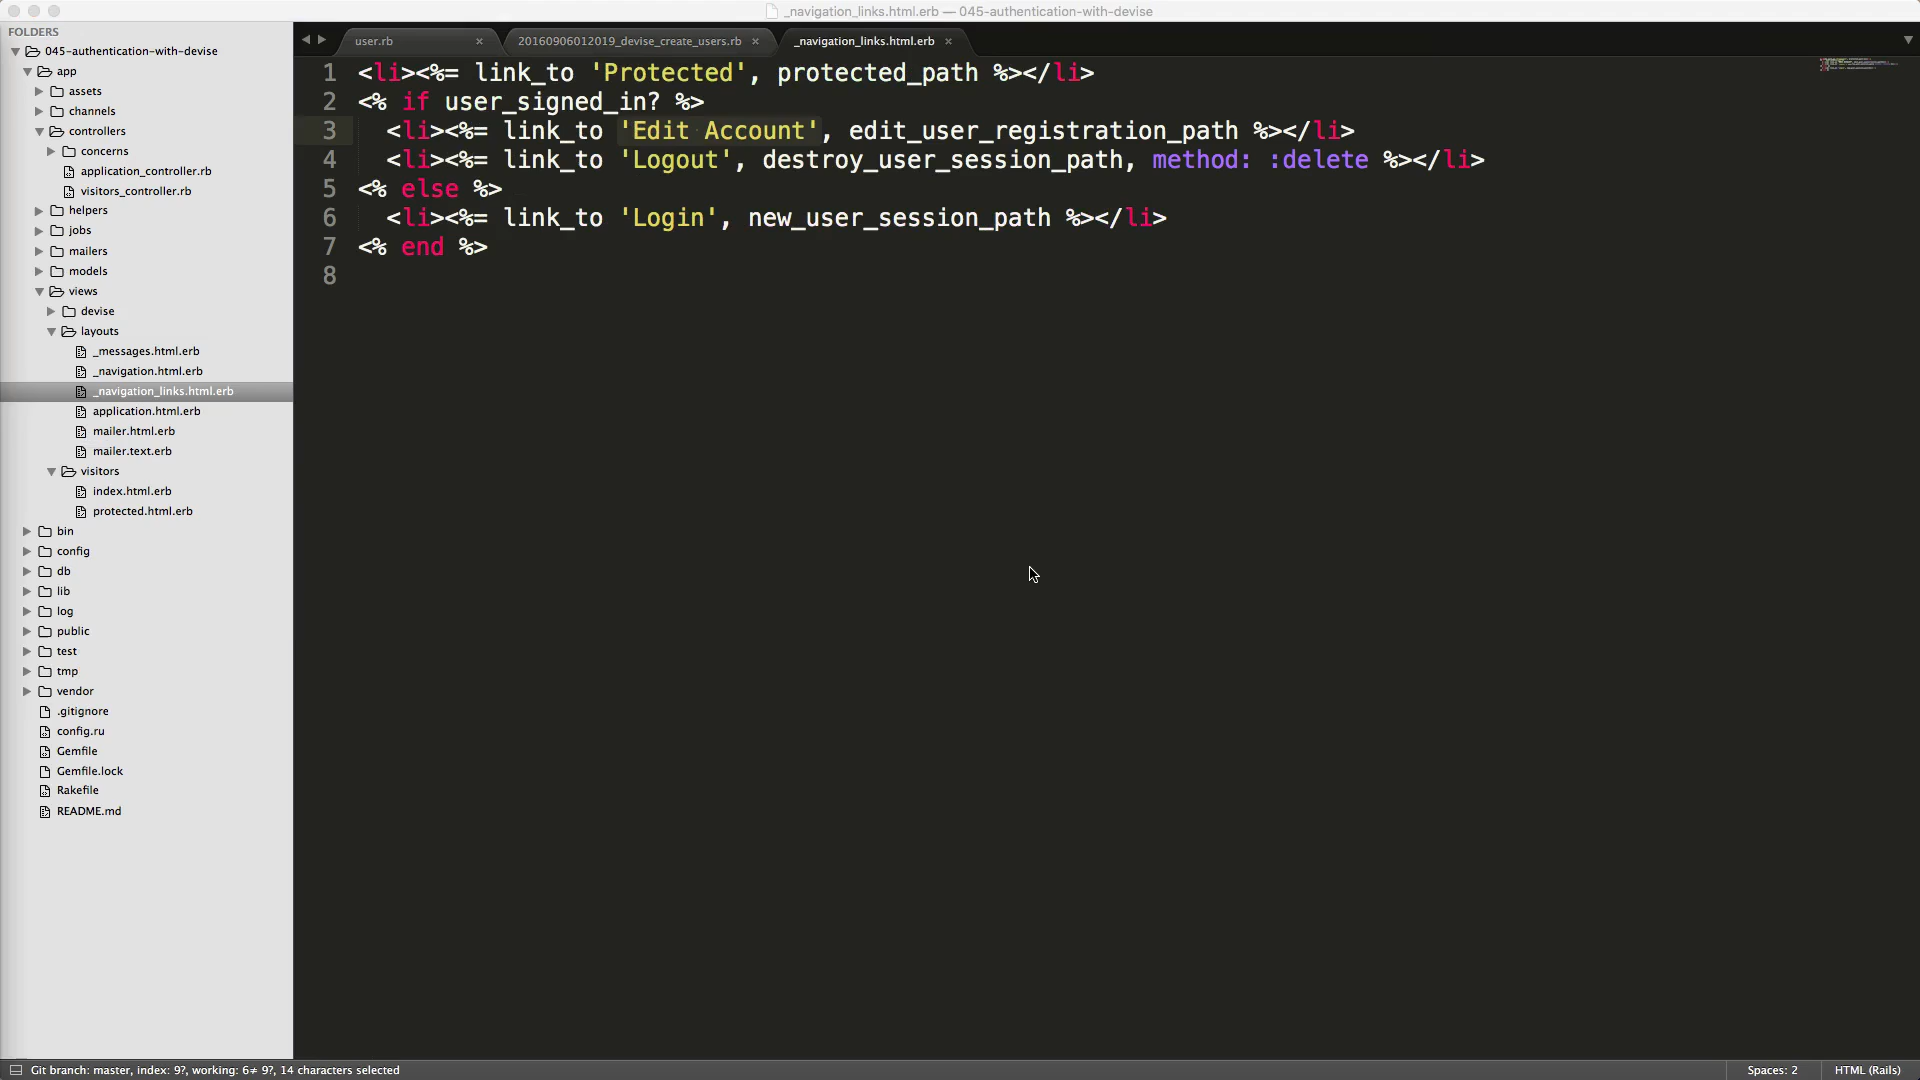 _navigation_links.html.erb — 045-authentication-with-devise
FOLDERS
045-authentication-with-devise
app
assets
channels
controllers
concerns
application_controller.rb
visitors_controller.rb
helpers
jobs
mailers
models
views
devise
layouts
_messages.html.erb
_navigation.html.erb
_navigation_links.html.erb
application.html.erb
mailer.html.erb
mailer.text.erb
visitors
index.html.erb
protected.html.erb
bin
config
db
lib
log
public
test
tmp
vendor
.gitignore
config.ru
Gemfile
Gemfile.lock
Rakefile
README.md
user.rb
20160906012019_devise_create_users.rb
_navigation_links.html.erb
1 <li><%= link_to 'Protected', protected_path %></li>
2 <% if user_signed_in? %>
3 <li><%= link_to 'Edit Account', edit_user_registration_path %></li>
4 <li><%= link_to 'Logout', destroy_user_session_path, method: :delete %></li>
5 <% else %>
6 <li><%= link_to 'Login', new_user_session_path %></li>
7 <% end %>
8
Git branch: master, index: 9?, working: 6≠ 9?, 14 characters selected
Spaces: 2
HTML (Rails)